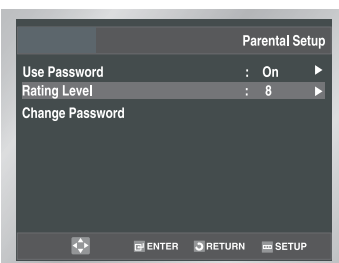 Parental Setup
Use Password : On ►
Rating Level : 8 ►
Change Password
ENTER RETURN SETUP